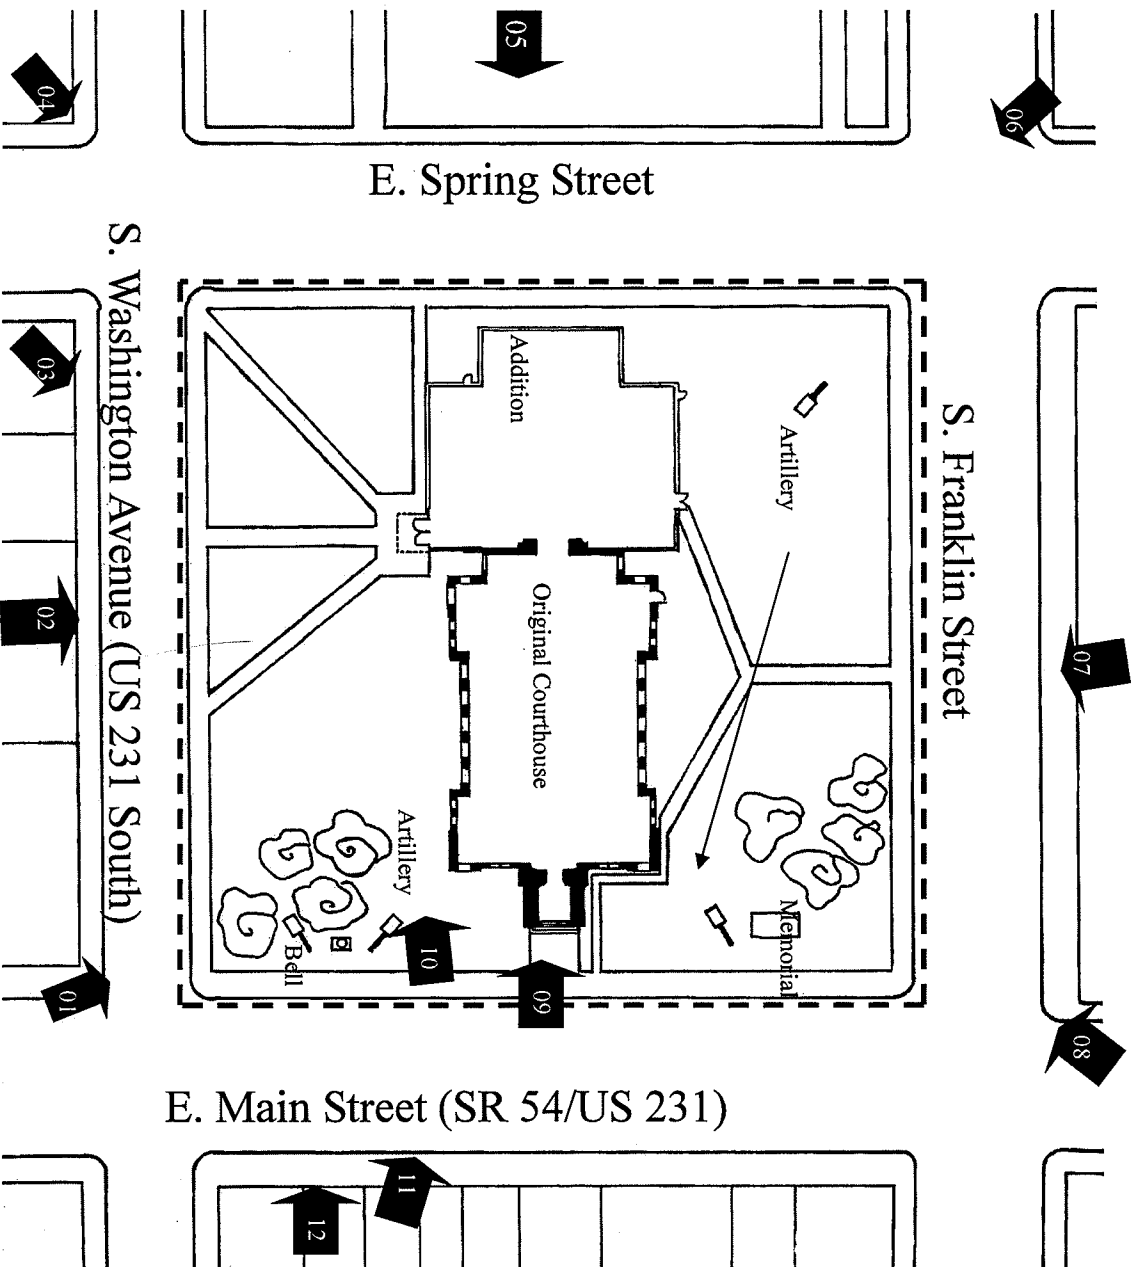 05
04
06
E. Spring Street
S. Washington Avenue (US 231 South)
03
Addition
Artillery
S. Franklin Street
02
Original Courthouse
07
Artillery
Memorial
Bell
10
01
09
08
E. Main Street (SR 54/US 231)
11
12